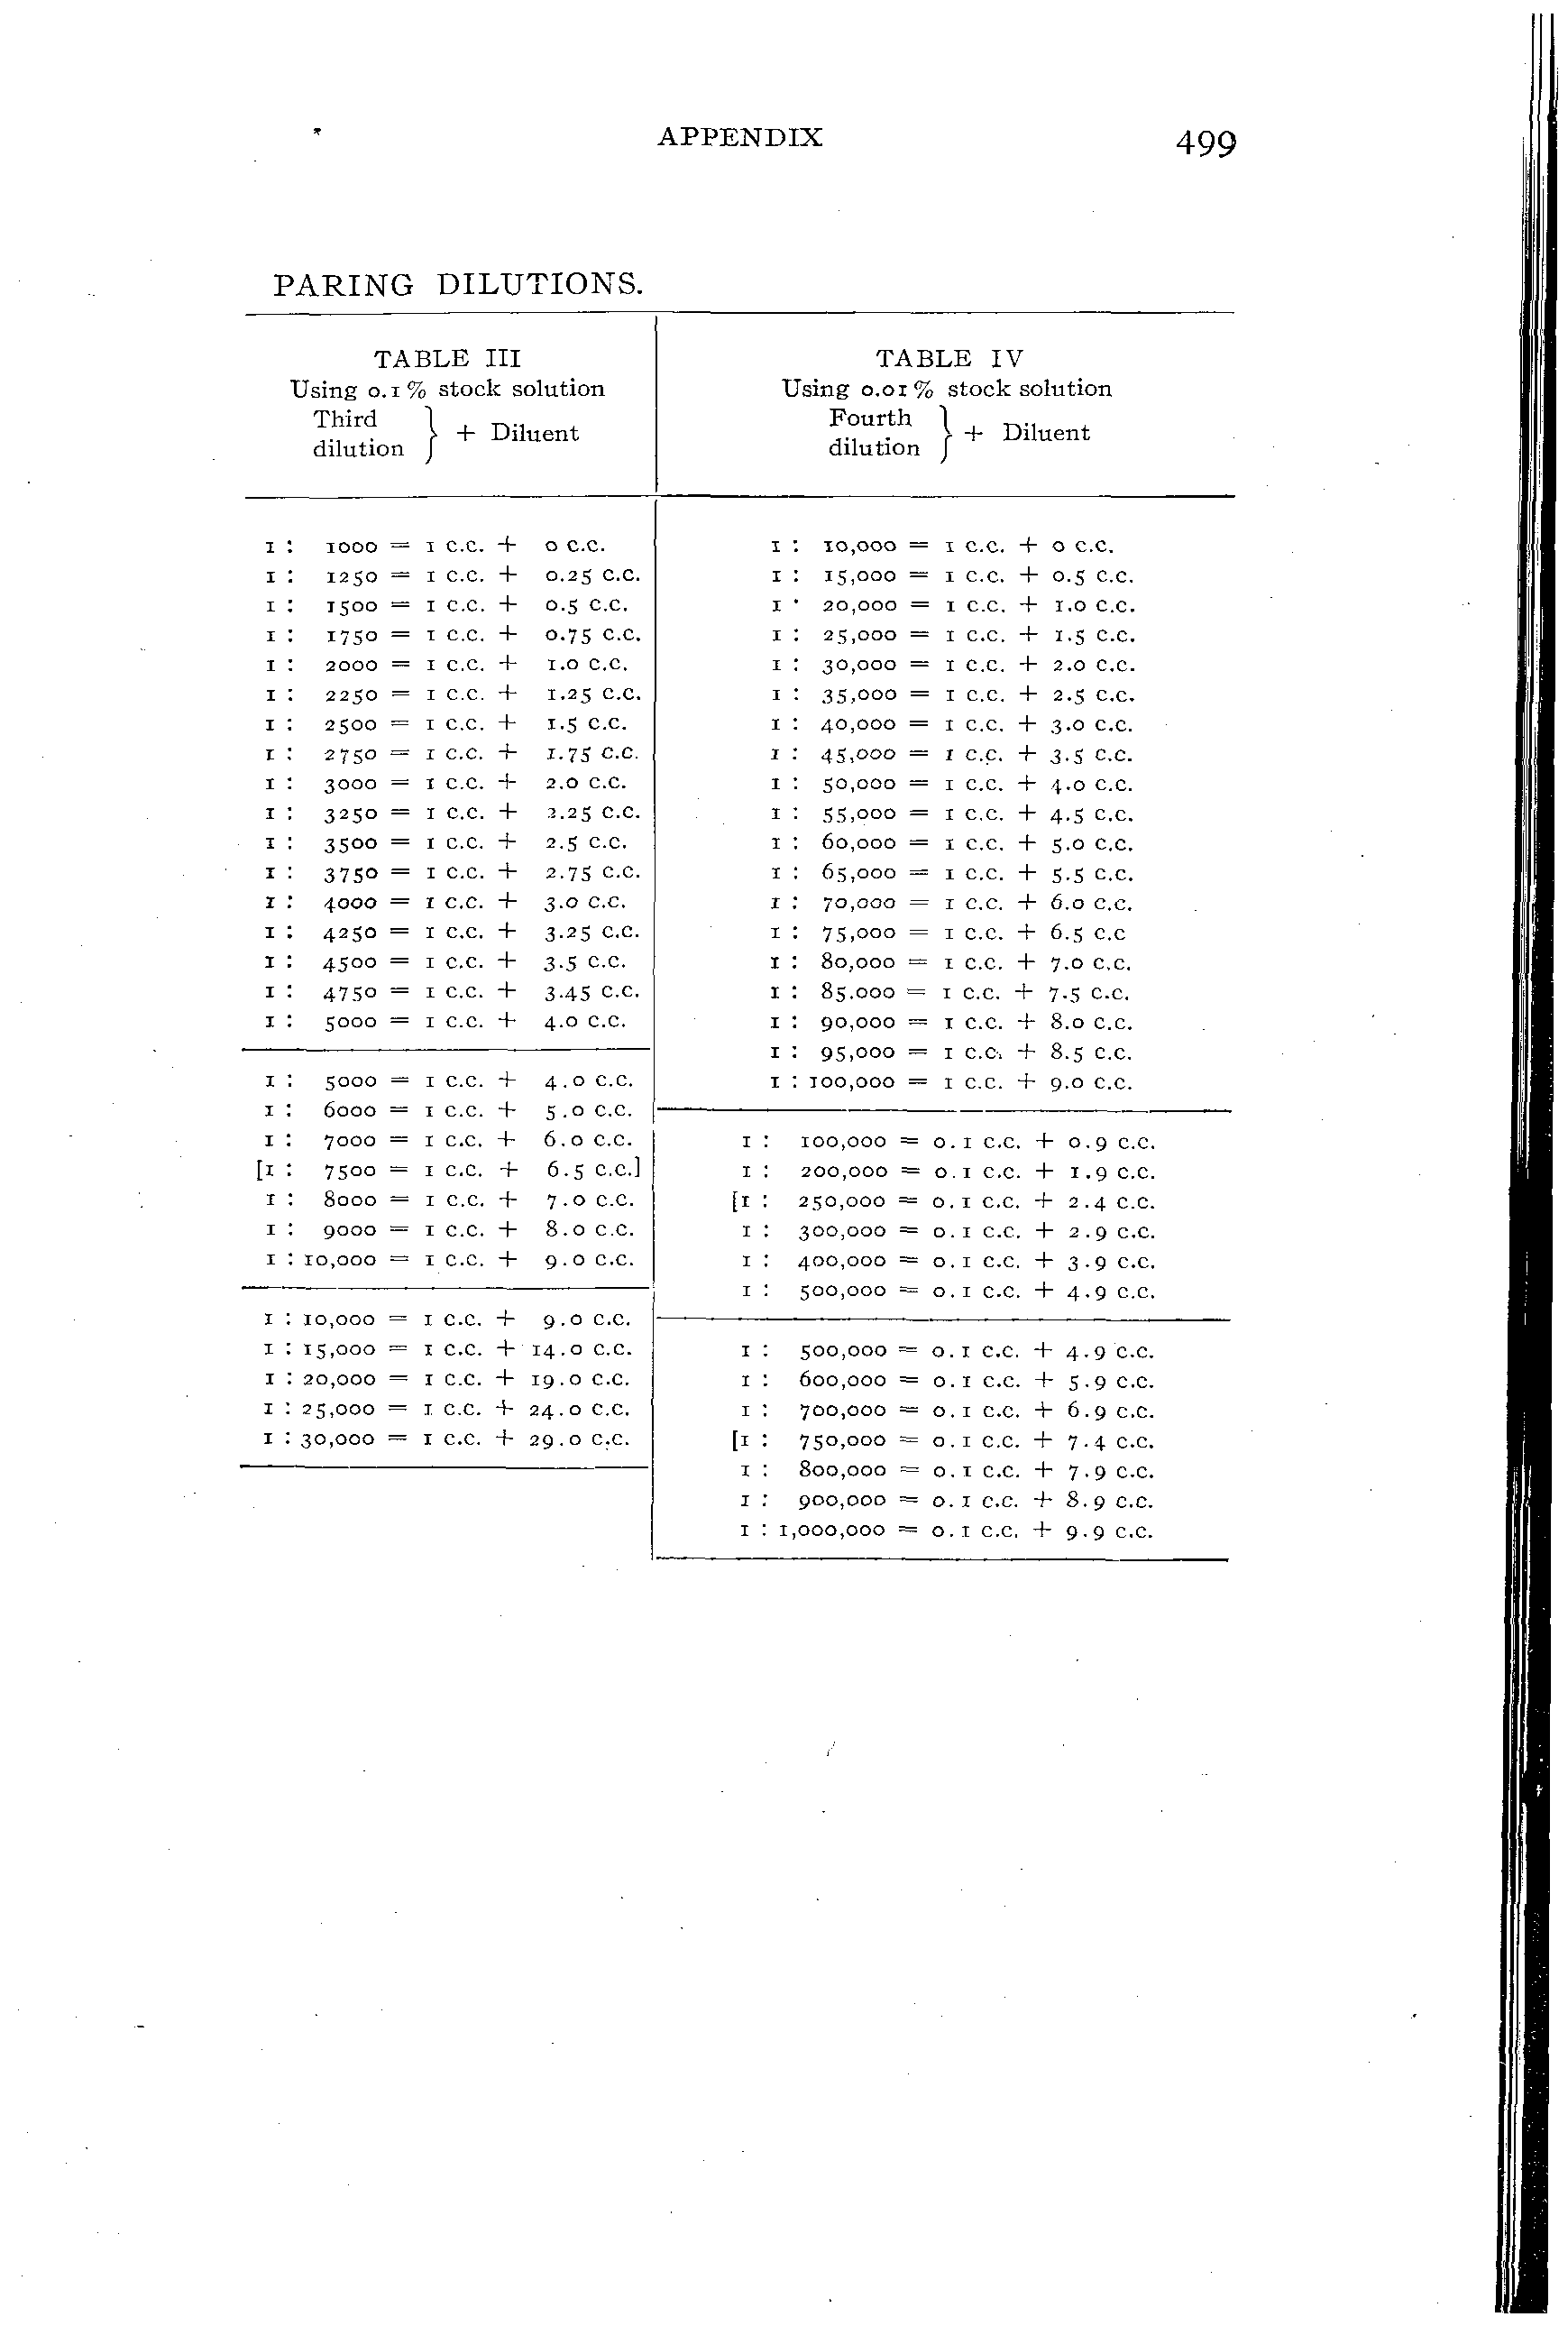 APPENDIX 499
PARING DILUTIONS.
TABLE III
Using 0.1% stock solution
Third
dilution } + Diluent
1 : 1000 = 1 c.c. + 0 c.c.
1 : 1250 = 1 c.c. + 0.25 c.c.
1 : 1500 = 1 c.c. + 0.5 c.c.
1 : 1750 = 1 c.c. + 0.75 c.c.
1 : 2000 = 1 c.c. + 1.0 c.c.
1 : 2250 = 1 c.c. + 1.25 c.c.
1 : 2500 = 1 c.c. + 1.5 c.c.
1 : 2750 = 1 c.c. + 1.75 c.c.
1 : 3000 = 1 c.c. + 2.0 c.c.
1 : 3250 = 1 c.c. + 2.25 c.c.
1 : 3500 = 1 c.c. + 2.5 c.c.
1 : 3750 = 1 c.c. + 2.75 c.c.
1 : 4000 = 1 c.c. + 3.0 c.c.
1 : 4250 = 1 c.c. + 3.25 c.c.
1 : 4500 = 1 c.c. + 3.5 c.c.
1 : 4750 = 1 c.c. + 3.45 c.c.
1 : 5000 = 1 c.c. + 4.0 c.c.
1 : 5000 = 1 c.c. + 4.0 c.c.
1 : 6000 = 1 c.c. + 5.0 c.c.
1 : 7000 = 1 c.c. + 6.0 c.c.
[1 : 7500 = 1 c.c. + 6.5 c.c.]
1 : 8000 = 1 c.c. + 7.0 c.c.
1 : 9000 = 1 c.c. + 8.0 c.c.
1 : 10,000 = 1 c.c. + 9.0 c.c.
1 : 10,000 = 1 c.c. + 9.0 c.c.
1 : 15,000 = 1 c.c. + 14.0 c.c.
1 : 20,000 = 1 c.c. + 19.0 c.c.
1 : 25,000 = 1 c.c. + 24.0 c.c.
1 : 30,000 = 1 c.c. + 29.0 c.c.
TABLE IV
Using 0.01% stock solution
Fourth
dilution } + Diluent
1 : 10,000 = 1 c.c. + 0 c.c.
1 : 15,000 = 1 c.c. + 0.5 c.c.
1 · 20,000 = 1 c.c. + 1.0 c.c.
1 : 25,000 = 1 c.c. + 1.5 c.c.
1 : 30,000 = 1 c.c. + 2.0 c.c.
1 : 35,000 = 1 c.c. + 2.5 c.c.
1 : 40,000 = 1 c.c. + 3.0 c.c.
1 : 45,000 = 1 c.c. + 3.5 c.c.
1 : 50,000 = 1 c.c. + 4.0 c.c.
1 : 55,000 = 1 c.c. + 4.5 c.c.
1 : 60,000 = 1 c.c. + 5.0 c.c.
1 : 65,000 = 1 c.c. + 5.5 c.c.
1 : 70,000 = 1 c.c. + 6.0 c.c.
1 : 75,000 = 1 c.c. + 6.5 c.c
1 : 80,000 = 1 c.c. + 7.0 c.c.
1 : 85.000 = 1 c.c. + 7.5 c.c.
1 : 90,000 = 1 c.c. + 8.0 c.c.
1 : 95,000 = 1 c.c. + 8.5 c.c.
1 : 100,000 = 1 c.c. + 9.0 c.c.
1 : 100,000 = 0.1 c.c. + 0.9 c.c.
1 : 200,000 = 0.1 c.c. + 1.9 c.c.
[1 : 250,000 = 0.1 c.c. + 2.4 c.c.
1 : 300,000 = 0.1 c.c. + 2.9 c.c.
1 : 400,000 = 0.1 c.c. + 3.9 c.c.
1 : 500,000 = 0.1 c.c. + 4.9 c.c.
1 : 500,000 = 0.1 c.c. + 4.9 c.c.
1 : 600,000 = 0.1 c.c. + 5.9 c.c.
1 : 700,000 = 0.1 c.c. + 6.9 c.c.
[1 : 750,000 = 0.1 c.c. + 7.4 c.c.
1 : 800,000 = 0.1 c.c. + 7.9 c.c.
1 : 900,000 = 0.1 c.c. + 8.9 c.c.
1 : 1,000,000 = 0.1 c.c. + 9.9 c.c.